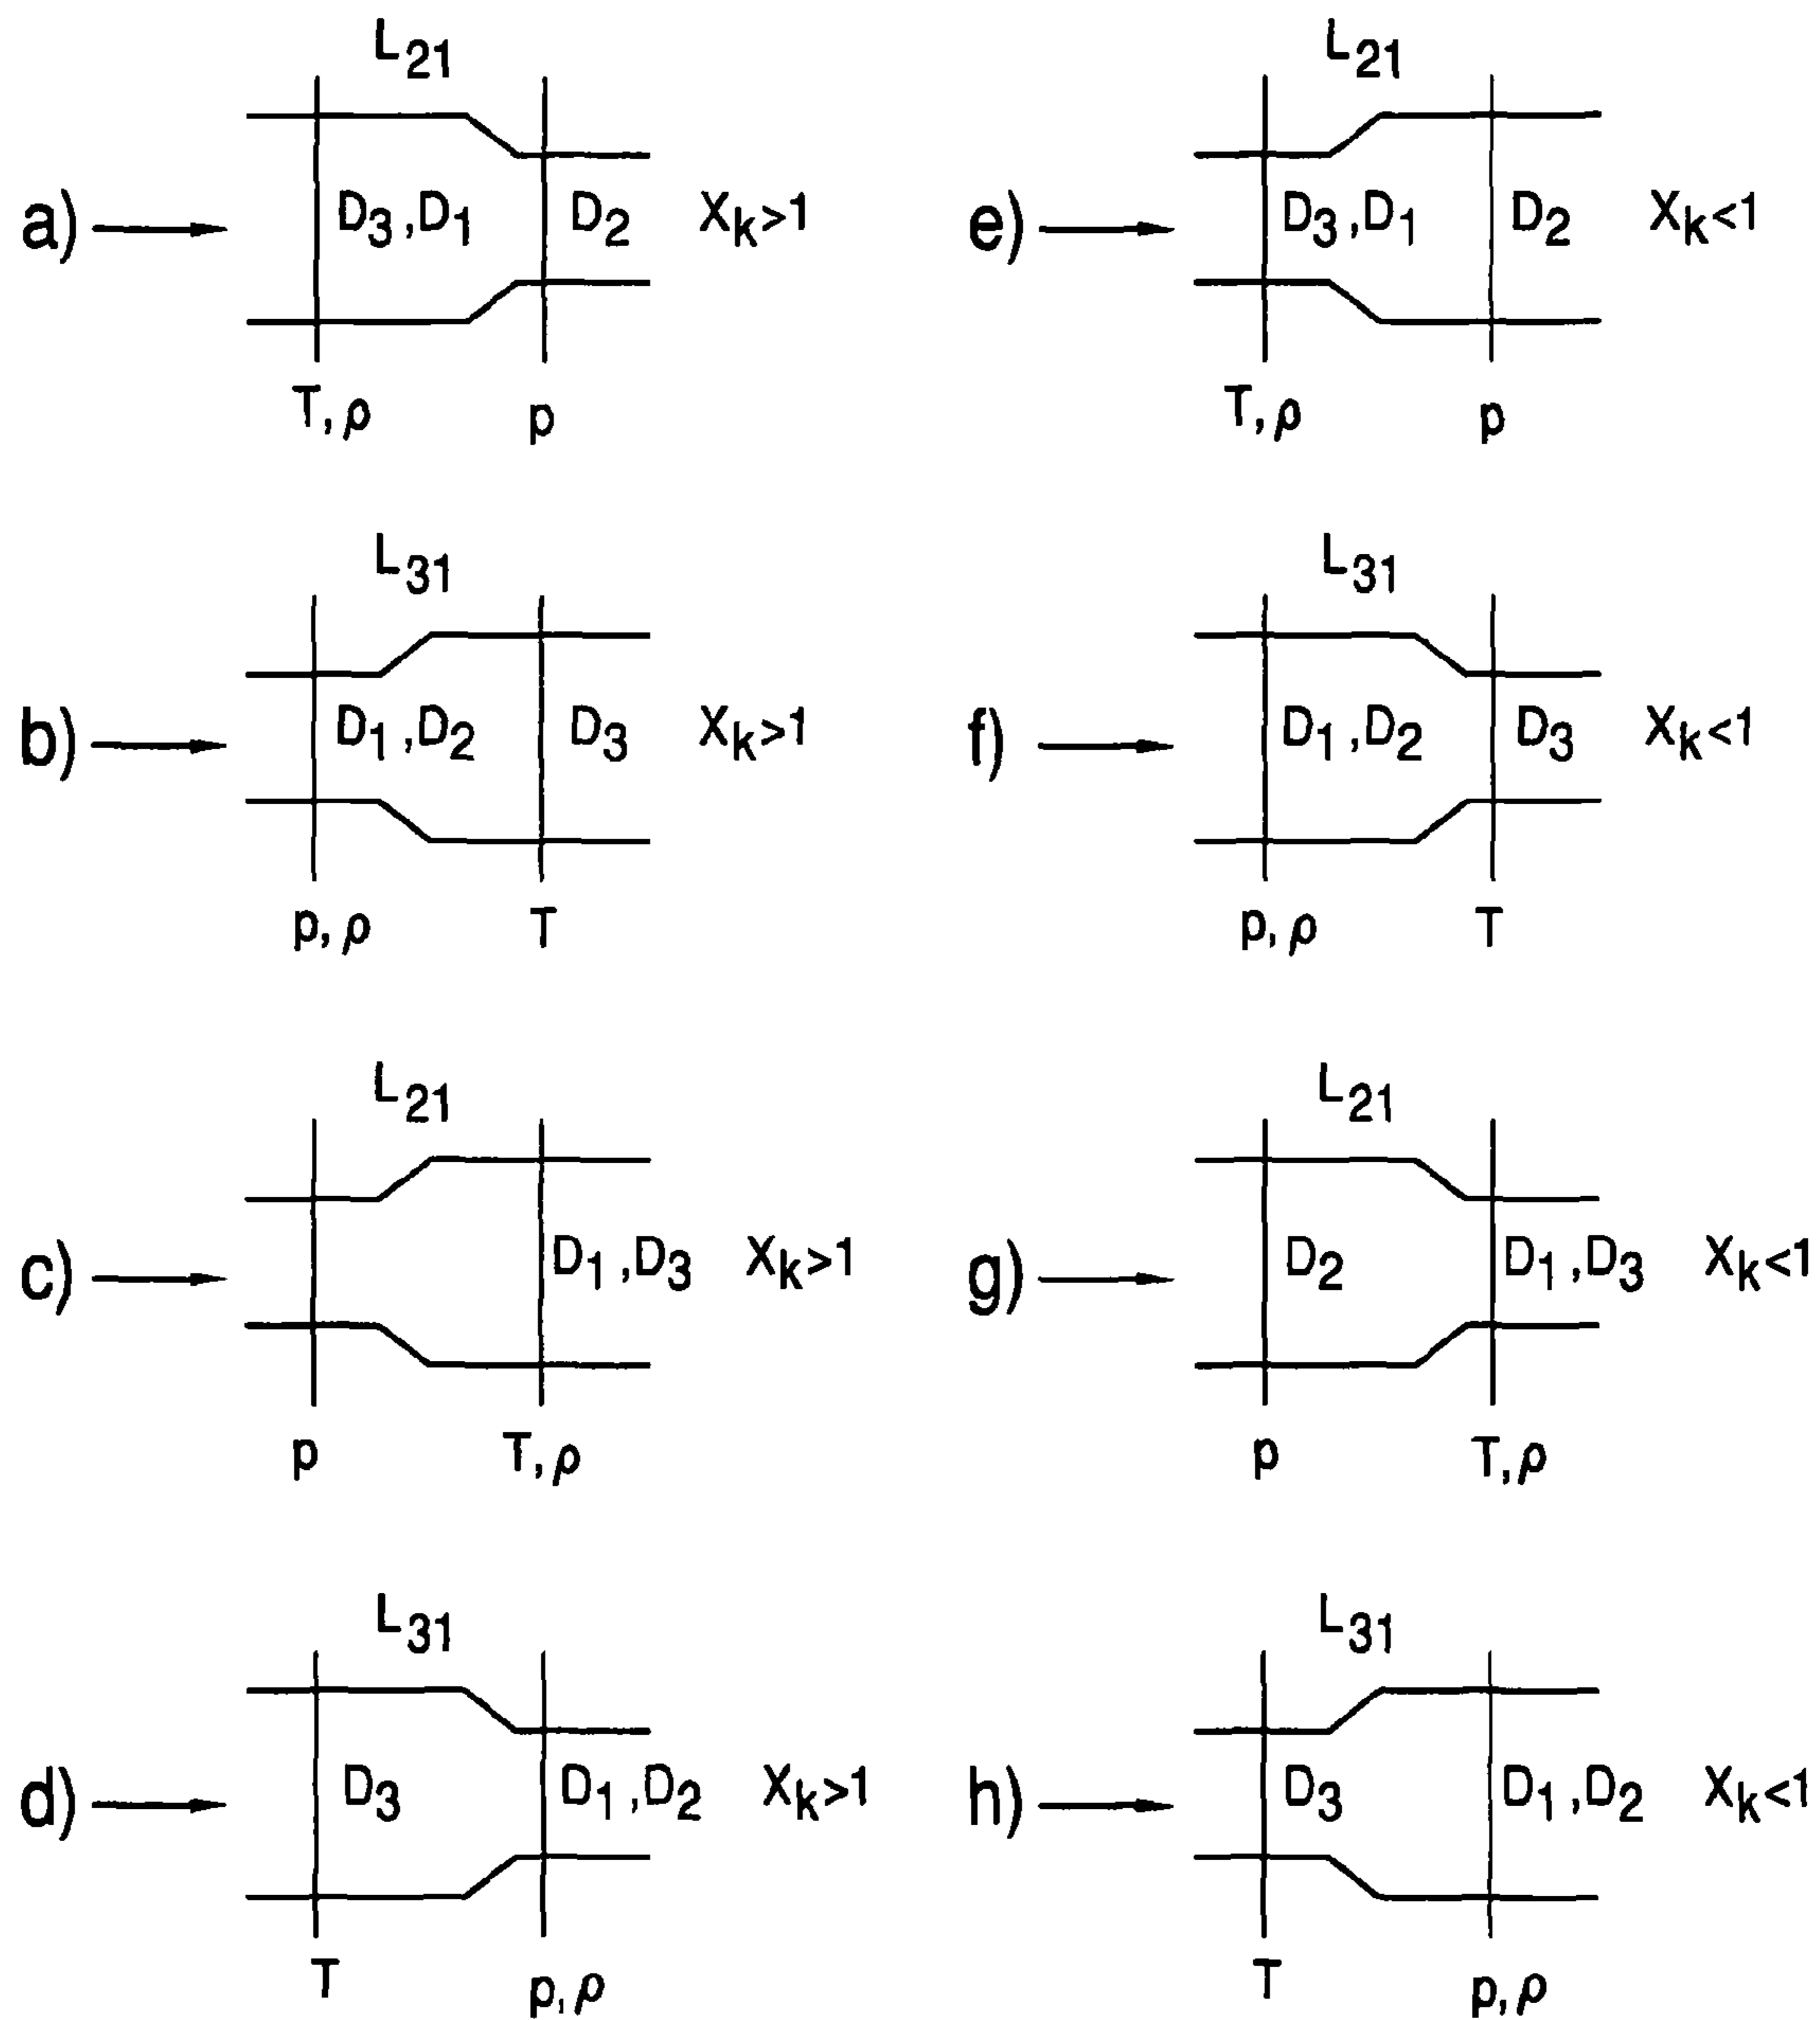 L21
a) D3,D1 D2 Xk>1
T,ρ p
L31
b) D1,D2 D3 Xk>1
p,ρ T
L21
c) D1,D3 Xk>1
p T,ρ
L31
d) D3 D1,D2 Xk>1
T p,ρ
L21
e) D3,D1 D2 Xk<1
T,ρ p
L31
f) D1,D2 D3 Xk<1
p,ρ T
L21
g) D2 D1,D3 Xk<1
p T,ρ
L31
h) D3 D1,D2 Xk<1
T p,ρ